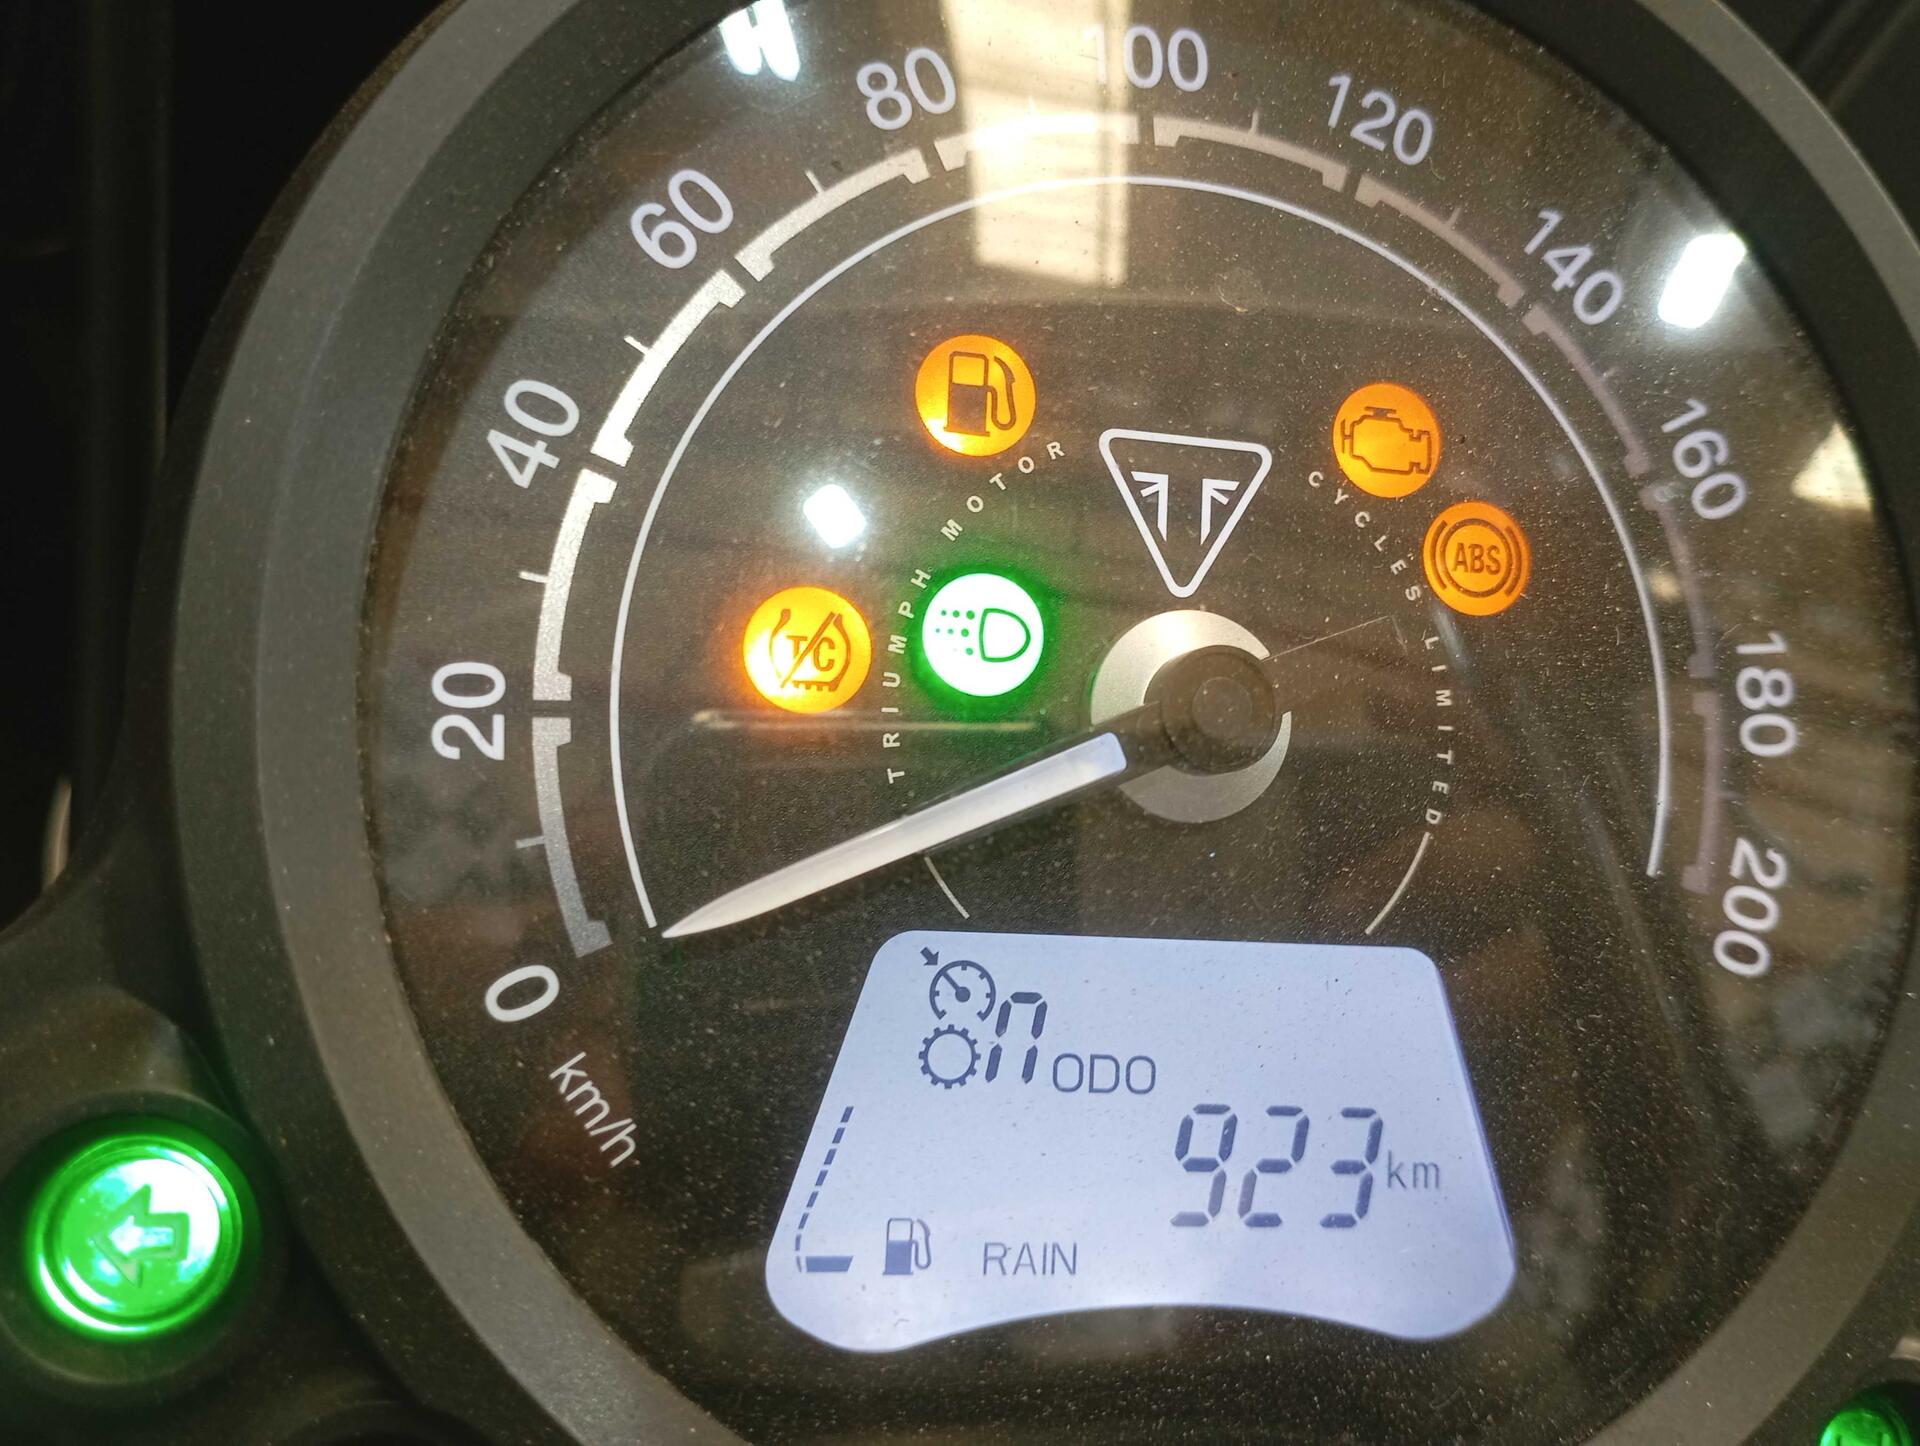 0
20
40
60
80
100
120
140
160
180
200
km/h
TRIUMPH MOTOR CYCLES LIMITED
TC
ABS
n ODO
923 km
RAIN